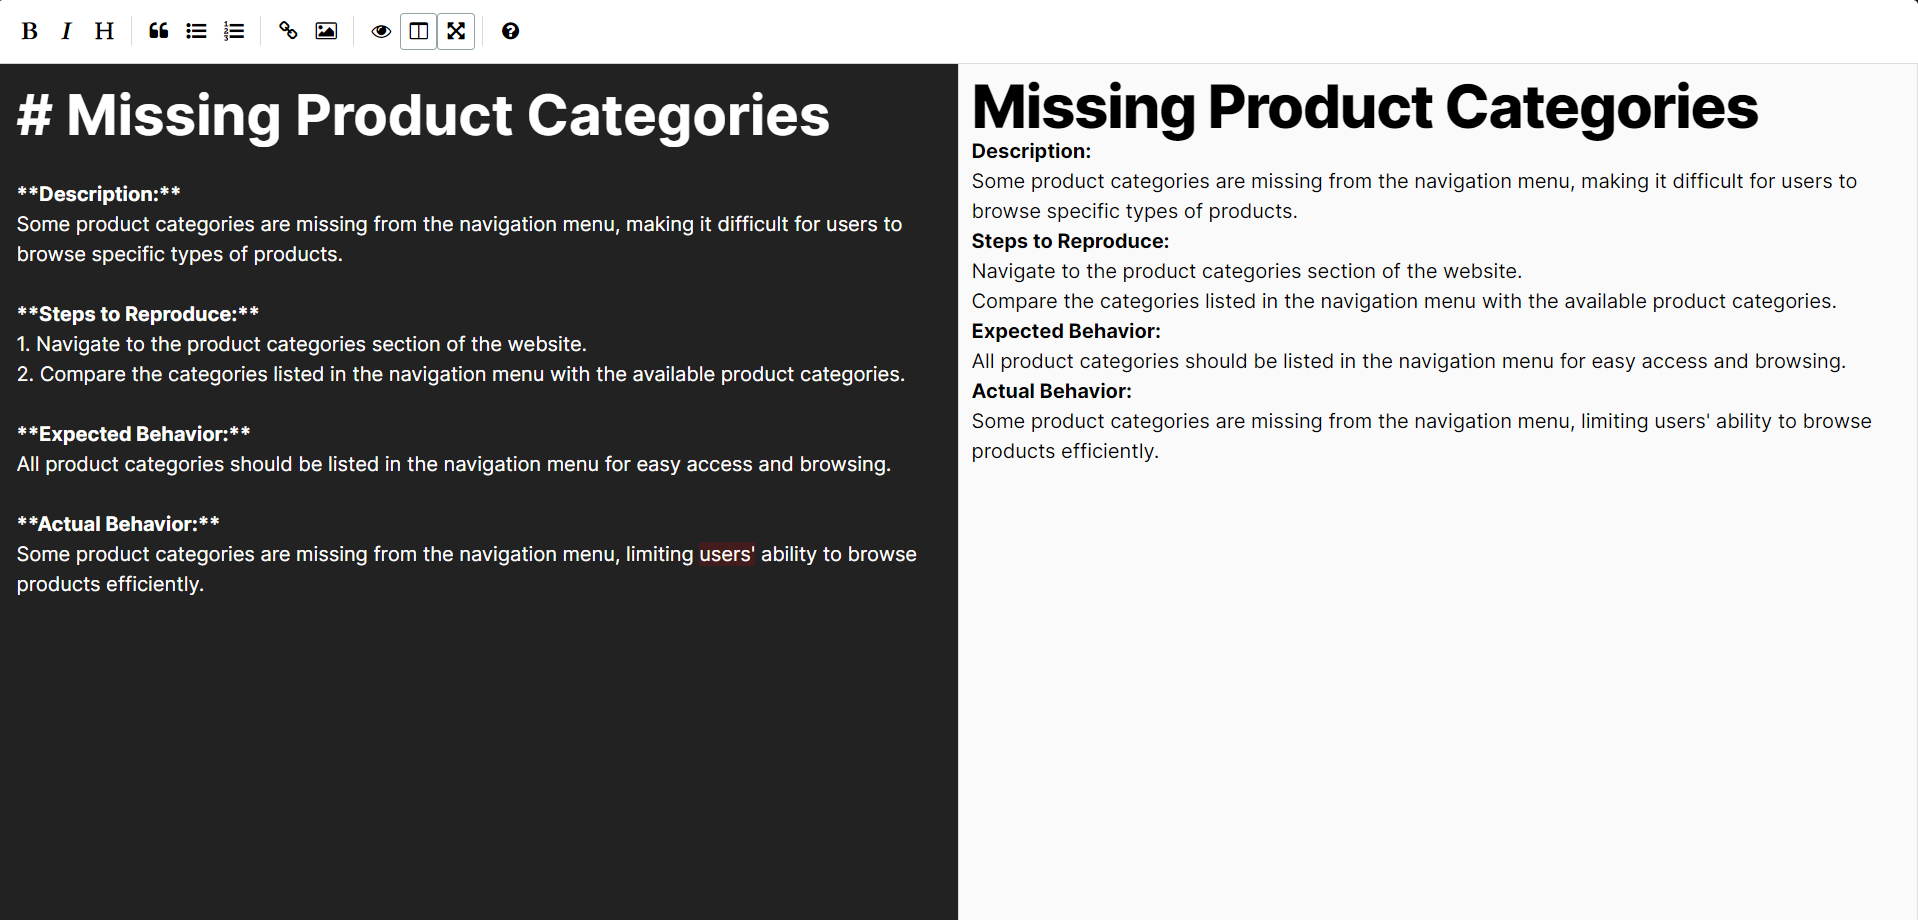 B I H
# Missing Product Categories
**Description:**
Some product categories are missing from the navigation menu, making it difficult for users to
browse specific types of products.
**Steps to Reproduce:**
1. Navigate to the product categories section of the website.
2. Compare the categories listed in the navigation menu with the available product categories.
**Expected Behavior:**
All product categories should be listed in the navigation menu for easy access and browsing.
**Actual Behavior:**
Some product categories are missing from the navigation menu, limiting users' ability to browse
products efficiently.
Missing Product Categories
Description:
Some product categories are missing from the navigation menu, making it difficult for users to
browse specific types of products.
Steps to Reproduce:
Navigate to the product categories section of the website.
Compare the categories listed in the navigation menu with the available product categories.
Expected Behavior:
All product categories should be listed in the navigation menu for easy access and browsing.
Actual Behavior:
Some product categories are missing from the navigation menu, limiting users' ability to browse
products efficiently.